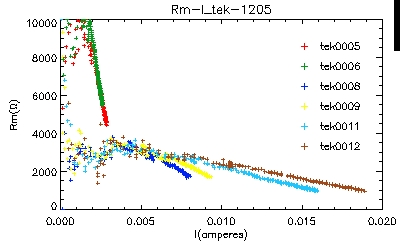 Rm-I_tek-1205
10000
8000
6000
4000
2000
0
Rm(Ω)
tek0005
tek0006
tek0008
tek0009
tek0011
tek0012
0.000
0.005
0.010
0.015
0.020
I(amperes)